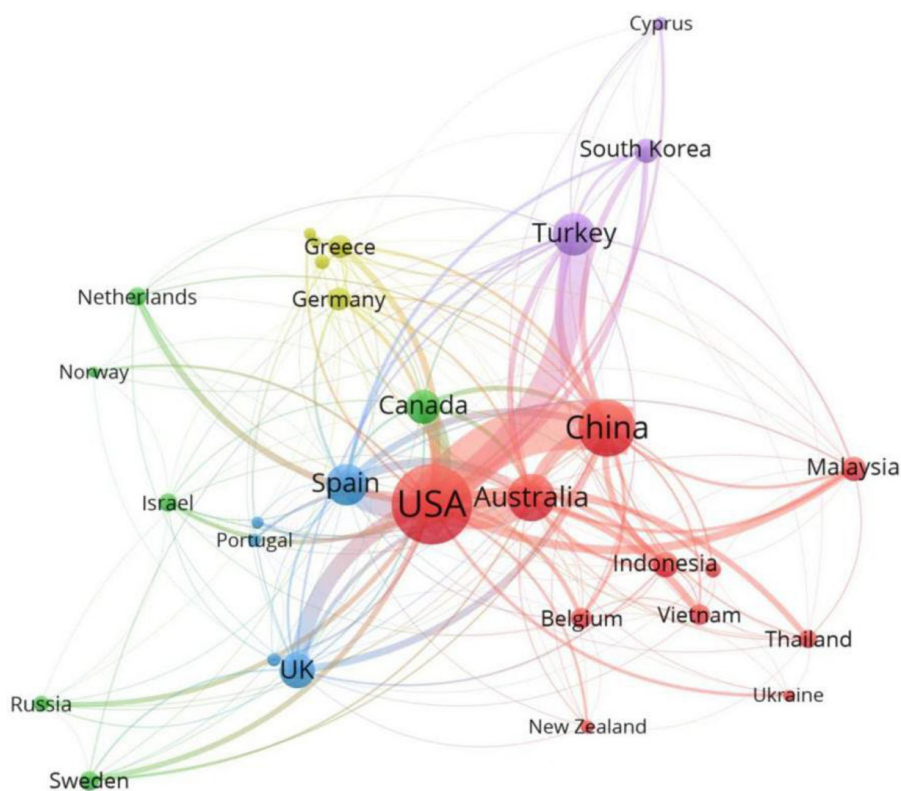 Cyprus
South Korea
Turkey
Greece
Netherlands
Germany
Norway
Canada
China
Malaysia
Spain
USA
Australia
Israel
Portugal
Indonesia
Belgium
Vietnam
Thailand
UK
Ukraine
Russia
New Zealand
Sweden